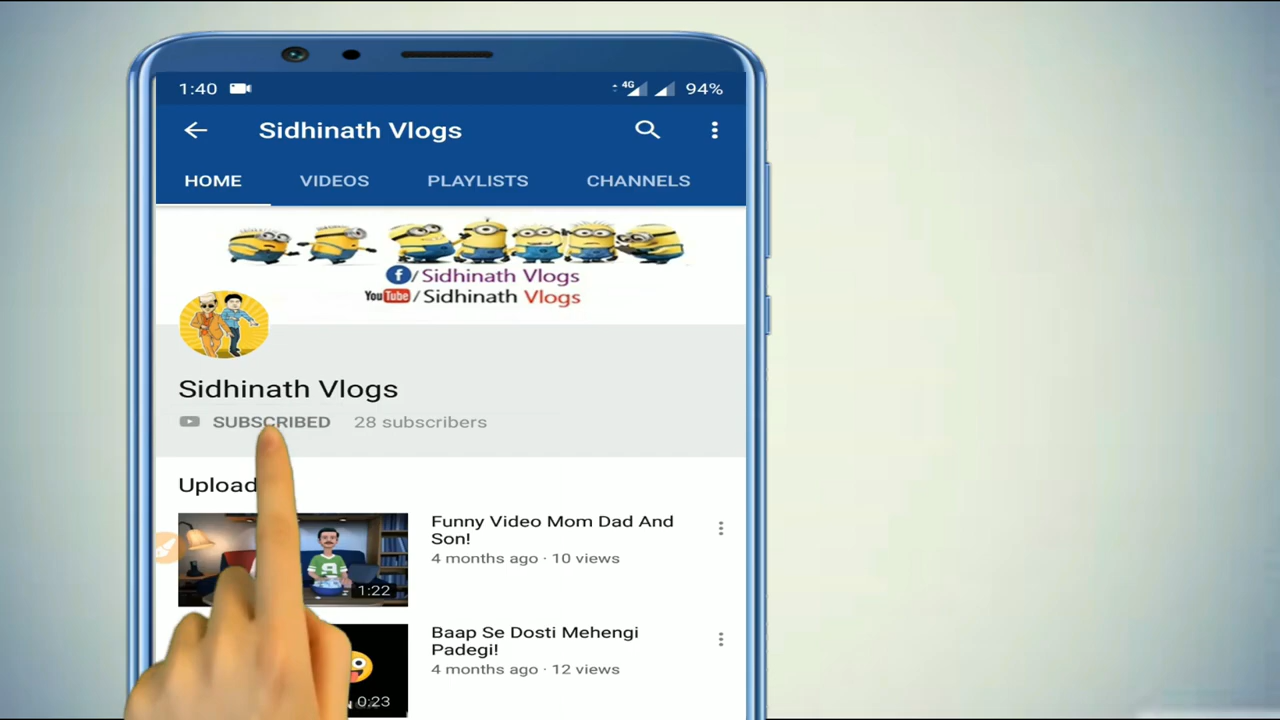 1:40 4G 94%
Sidhinath Vlogs
HOME VIDEOS PLAYLISTS CHANNELS
f/Sidhinath Vlogs
YouTube/Sidhinath Vlogs
Sidhinath Vlogs
SUBSCRIBED 28 subscribers
Upload
Funny Video Mom Dad And
Son!
4 months ago · 10 views
1:22
Baap Se Dosti Mehengi
Padegi!
4 months ago · 12 views
0:23